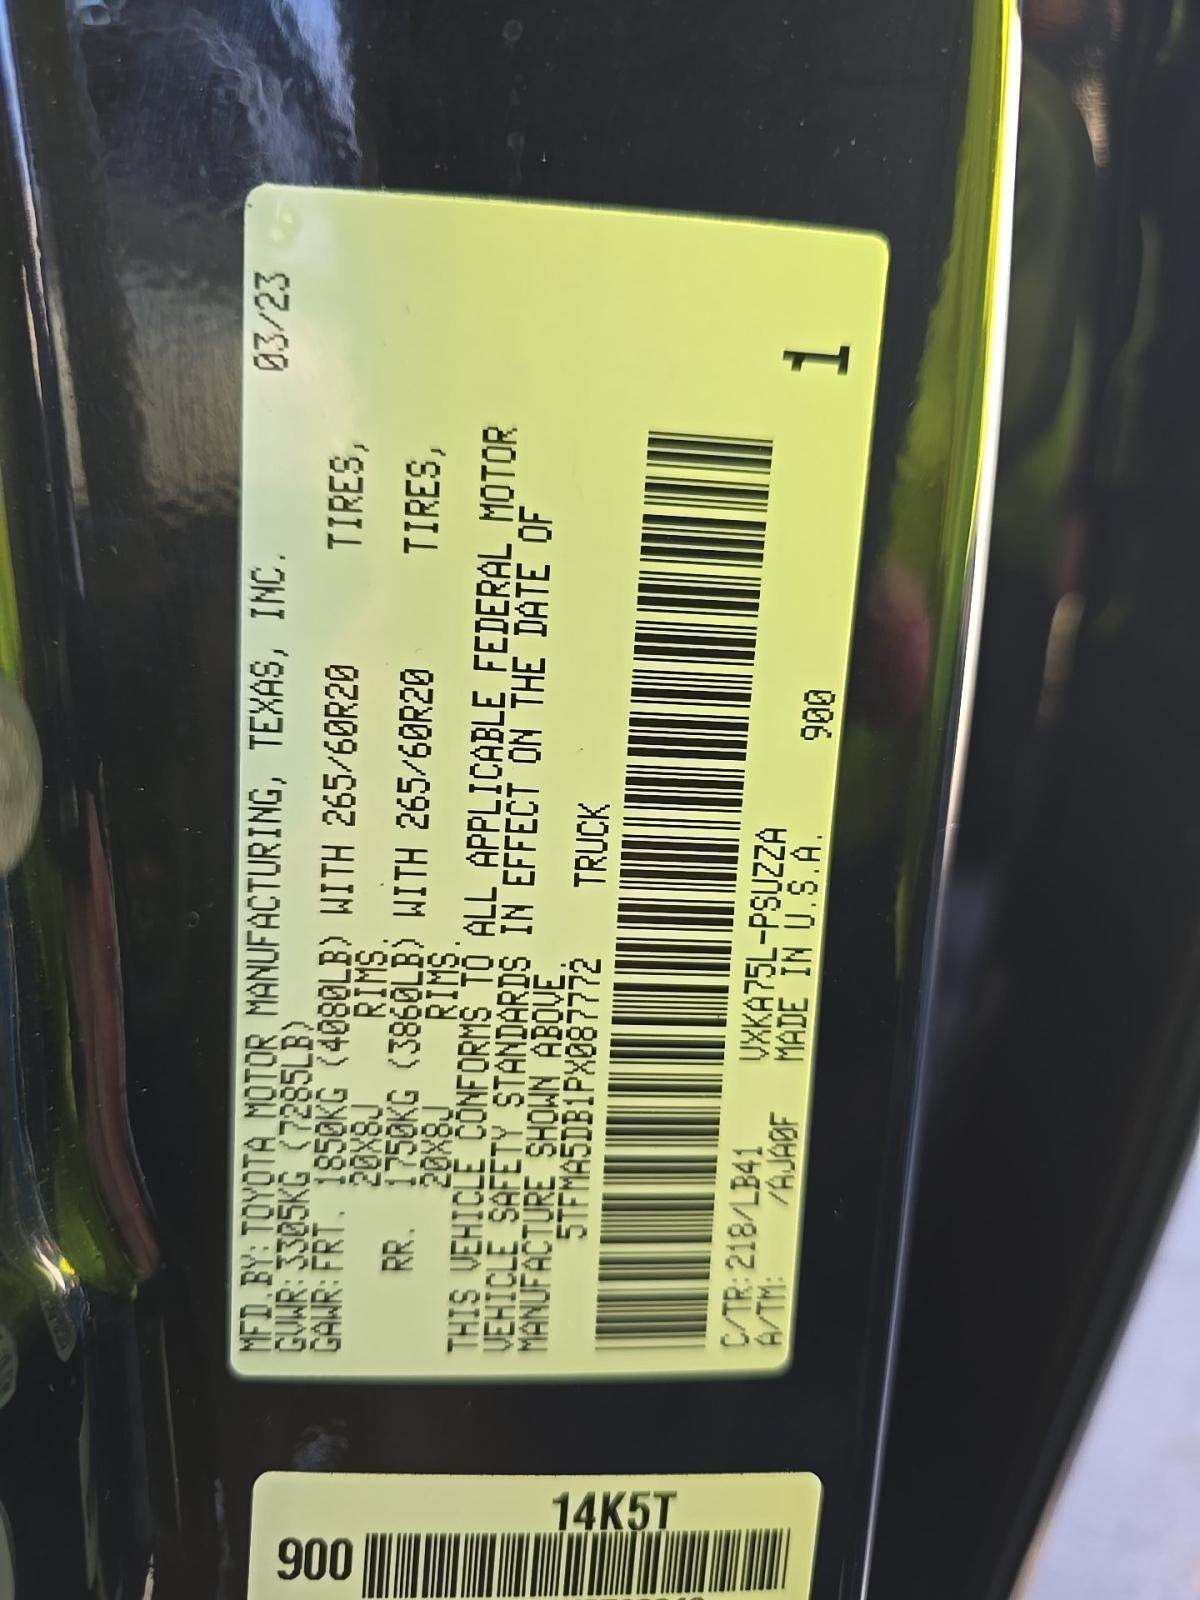 MFD.BY:TOYOTA MOTOR MANUFACTURING, TEXAS, INC. 03/23
GVWR:3305KG (7285LB)
GAWR:FRT. 1850KG (4080LB) WITH 265/60R20 TIRES,
20X8J RIMS,
RR. 1750KG (3860LB) WITH 265/60R20 TIRES,
20X8J RIMS.
THIS VEHICLE CONFORMS TO ALL APPLICABLE FEDERAL MOTOR
VEHICLE SAFETY STANDARDS IN EFFECT ON THE DATE OF
MANUFACTURE SHOWN ABOVE.
5TFMA5DB1PX087772 TRUCK
C/TR:218/LB41 VXKA75L-PSUZZA 900 1
A/TM: /AJA0F MADE IN U.S.A.
14K5T
900